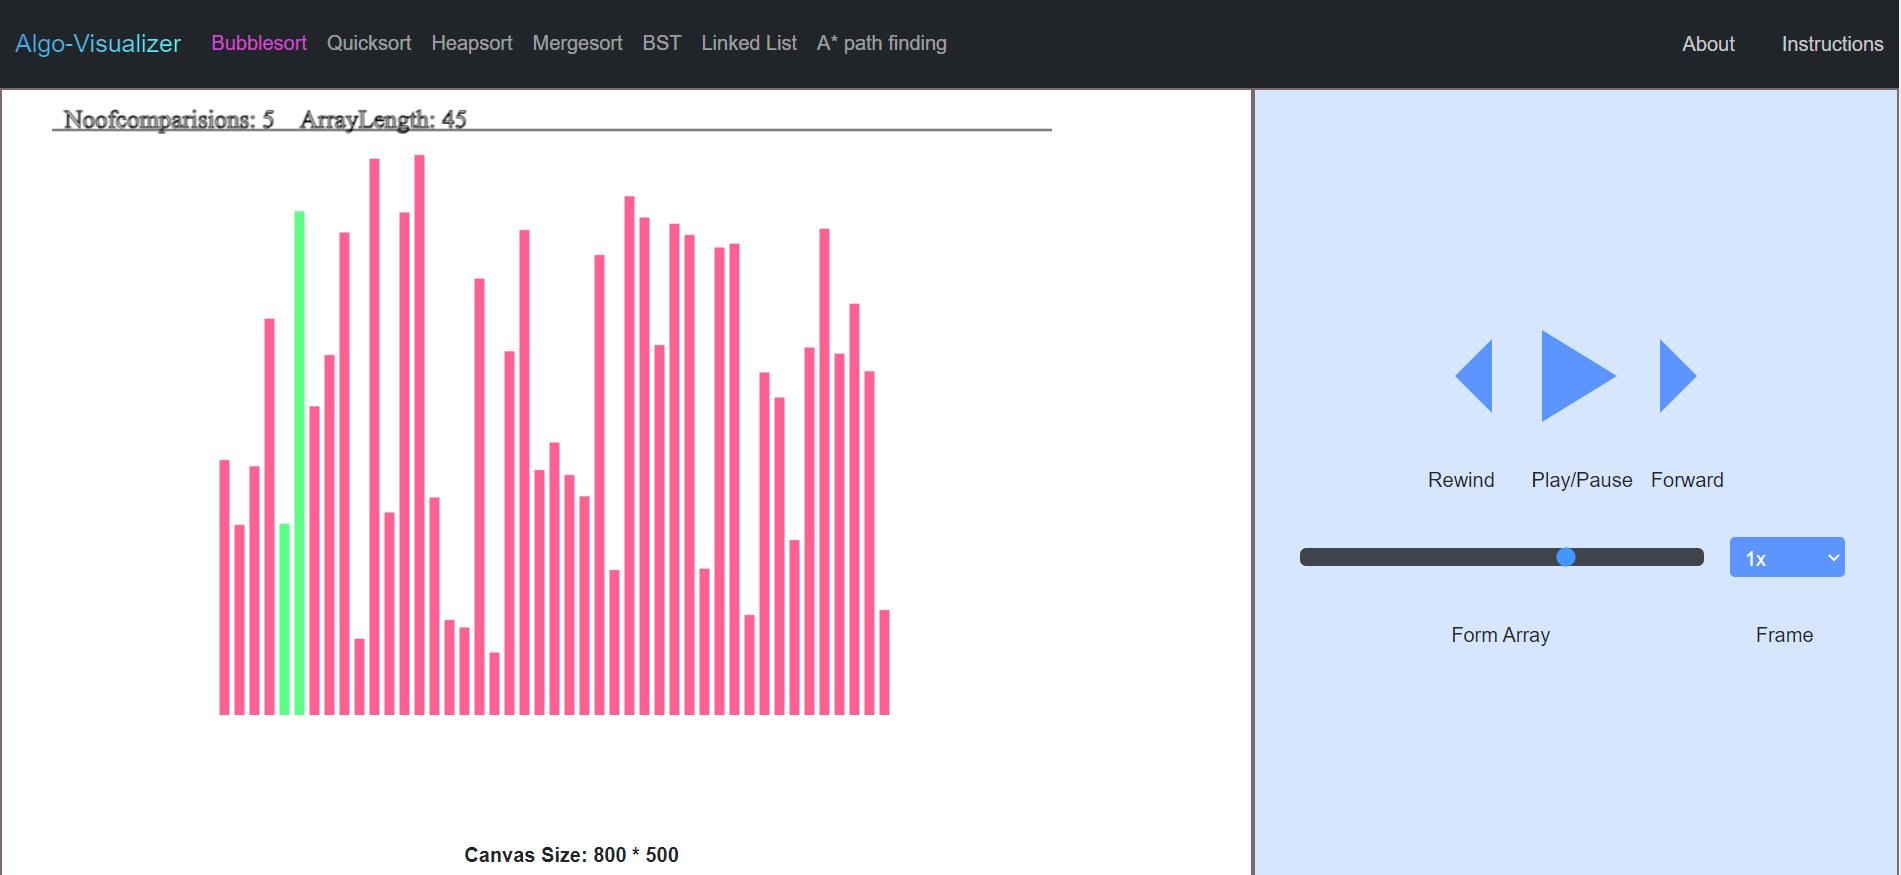 Algo-Visualizer Bubblesort Quicksort Heapsort Mergesort BST Linked List A* path finding About Instructions
Noofcomparisions: 5 ArrayLength: 45
Rewind Play/Pause Forward
1x
Form Array Frame
Canvas Size: 800 * 500